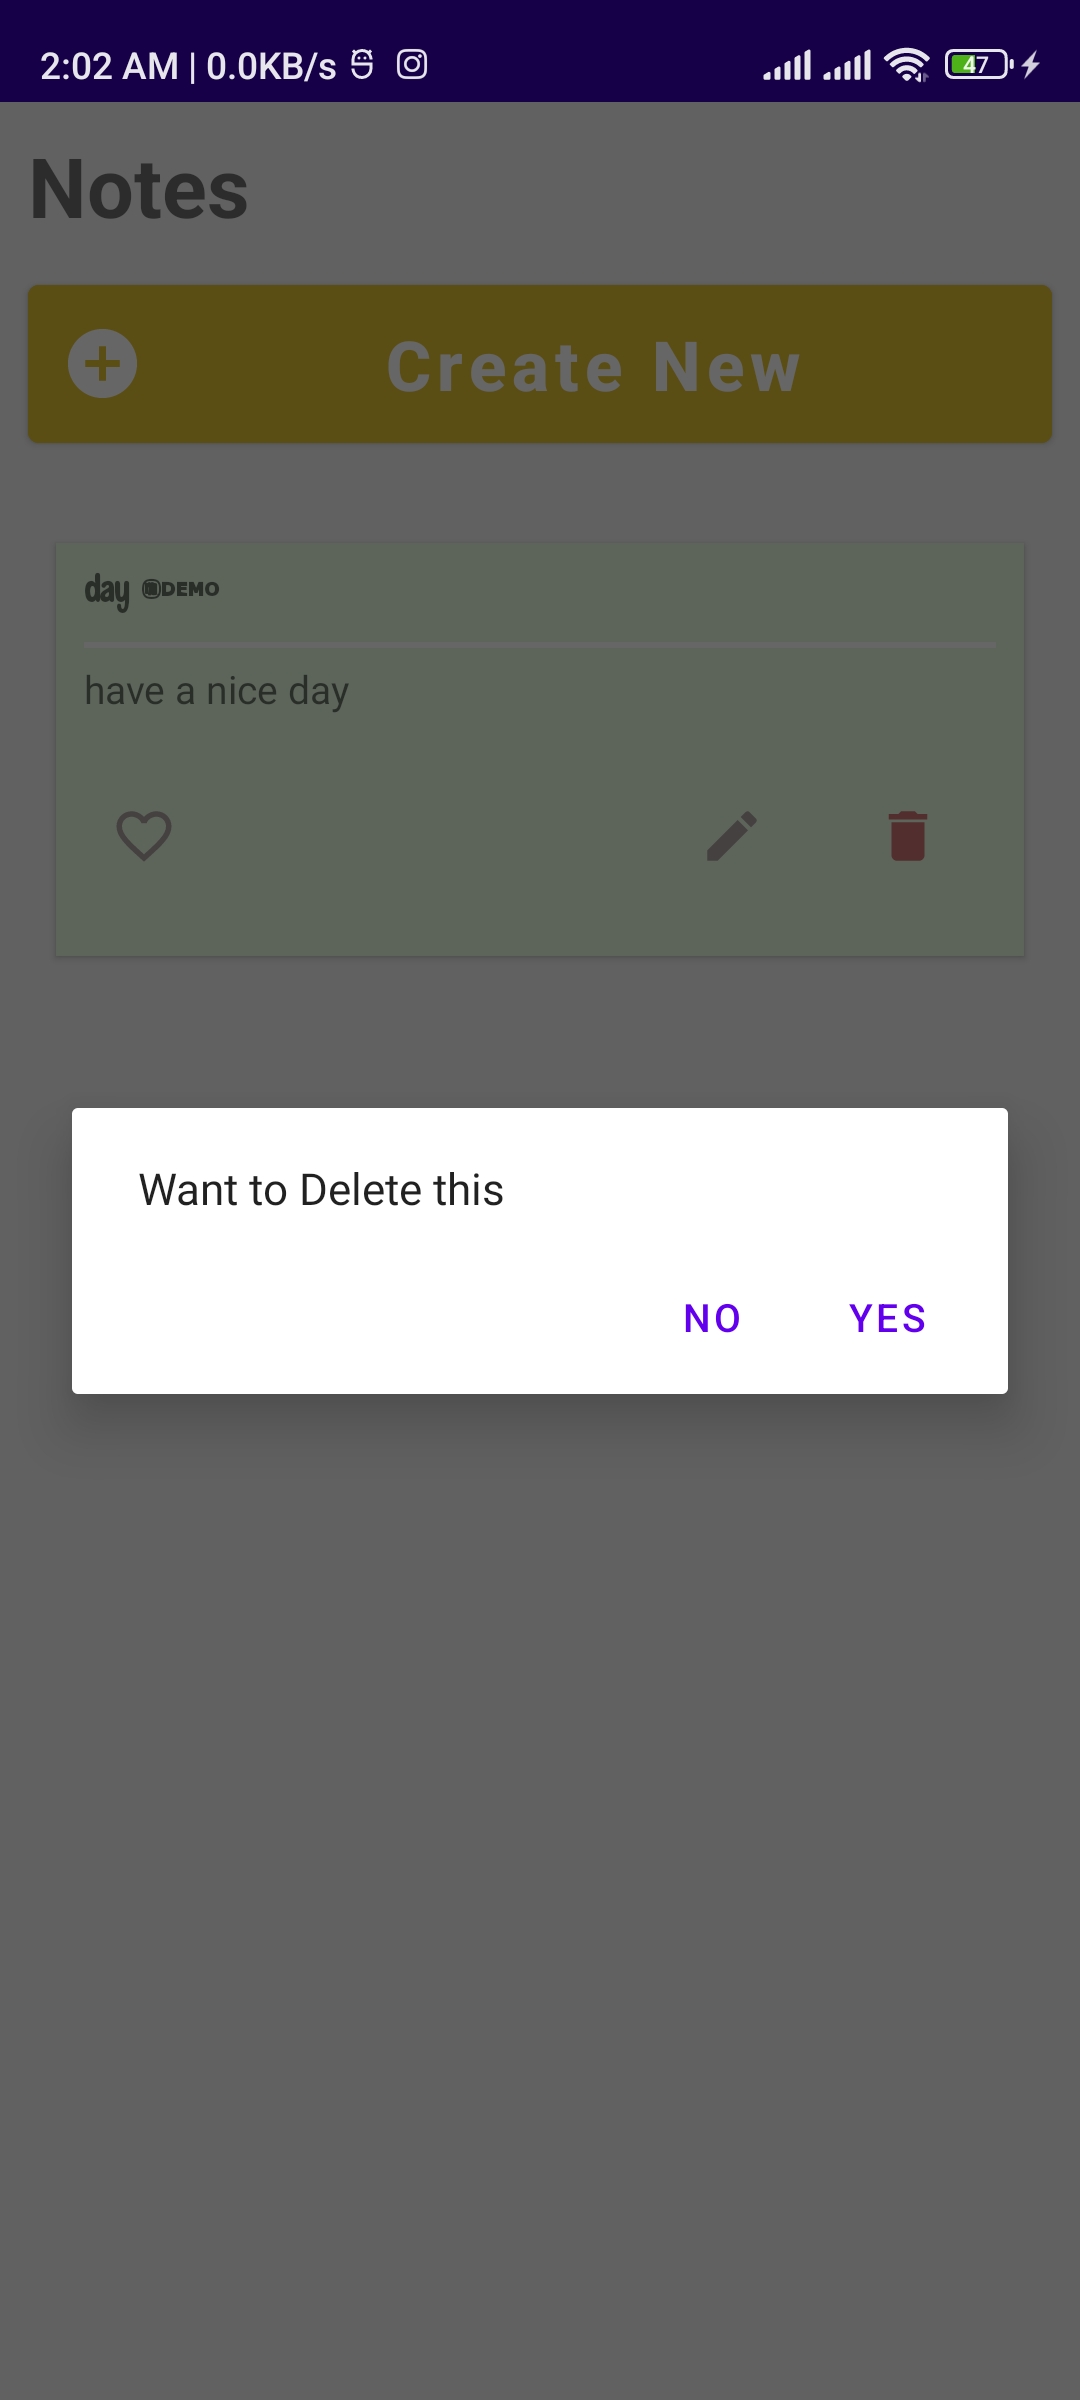 2:02 AM | 0.0KB/s
47
Notes
Create New
day DEMO
have a nice day
Want to Delete this
NO YES